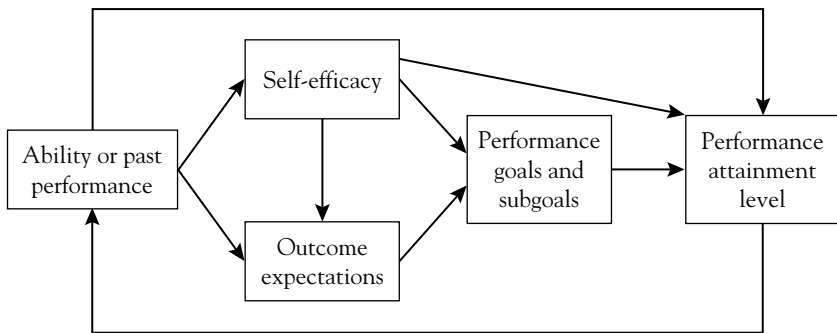 Self-efficacy
Ability or past
performance
Outcome
expectations
Performance
goals and
subgoals
Performance
attainment
level